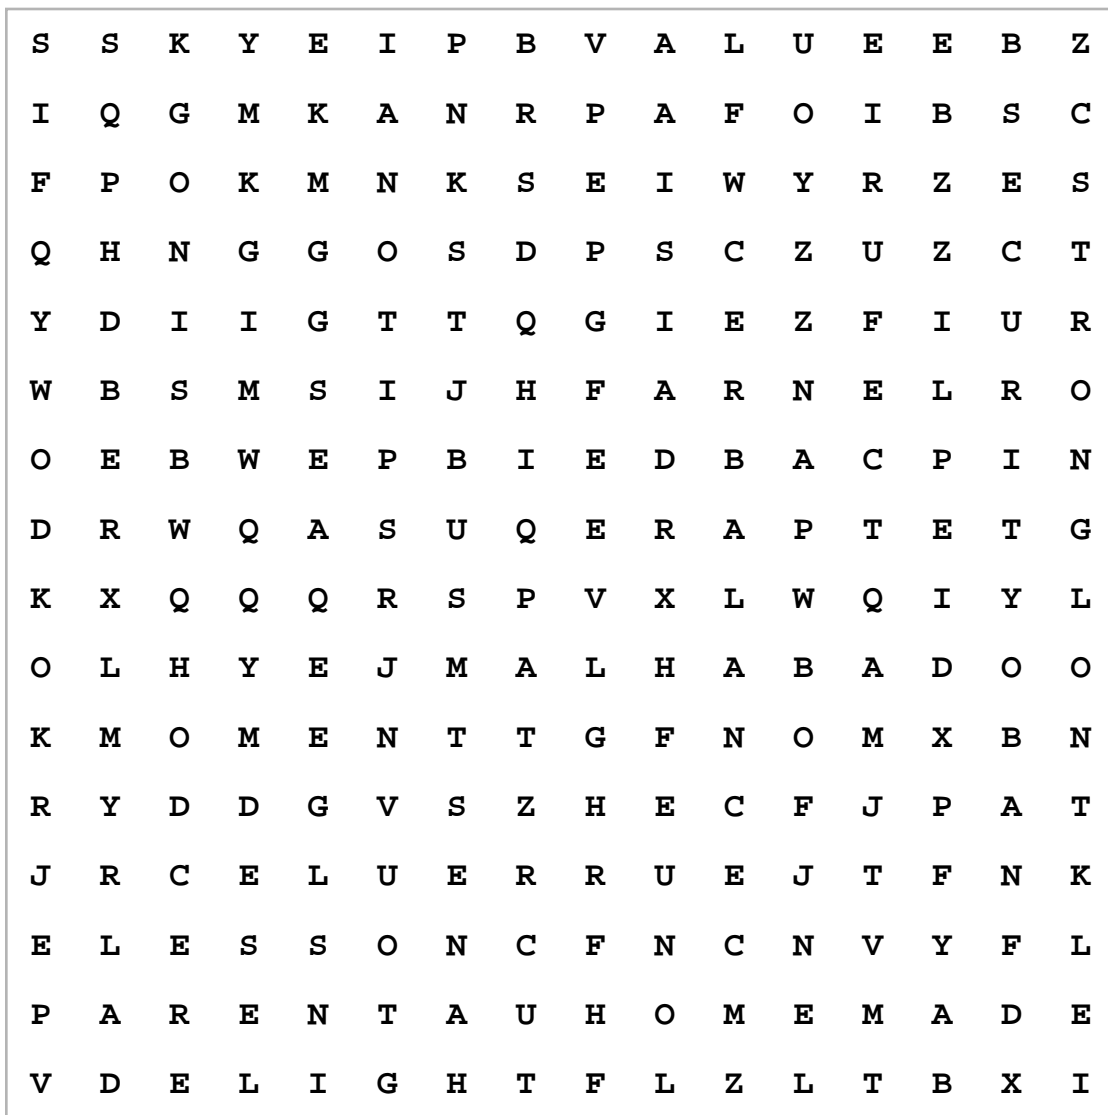 S S K Y E I P B V A L U E E B Z
I Q G M K A N R P A F O I B S C
F P O K M N K S E I W Y R Z E S
Q H N G G O S D P S C Z U Z C T
Y D I I G T T Q G I E Z F I U R
W B S M S I J H F A R N E L R O
O E B W E P B I E D B A C P I N
D R W Q A S U Q E R A P T E T G
K X Q Q Q R S P V X L W Q I Y L
O L H Y E J M A L H A B A D O O
K M O M E N T T G F N O M X B N
R Y D D G V S Z H E C F J P A T
J R C E L U E R R U E J T F N K
E L E S S O N C F N C N V Y F L
P A R E N T A U H O M E M A D E
V D E L I G H T F L Z L T B X I